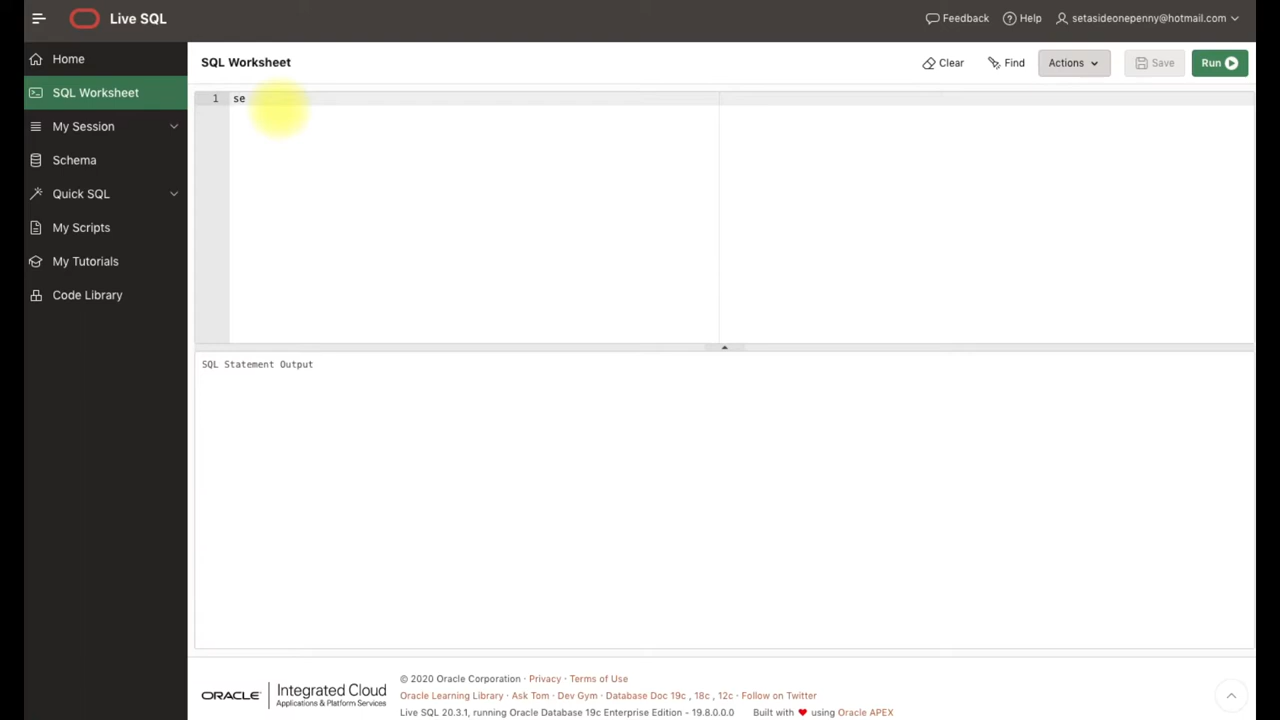 Live SQL
Feedback
Help
setasideonepenny@hotmail.com
Home
SQL Worksheet
My Session
Schema
Quick SQL
My Scripts
My Tutorials
Code Library
SQL Worksheet
Clear
Find
Actions
Save
Run
1 se
SQL Statement Output
ORACLE Integrated Cloud
Applications & Platform Services
© 2020 Oracle Corporation · Privacy · Terms of Use
Oracle Learning Library · Ask Tom · Dev Gym · Database Doc 19c , 18c , 12c · Follow on Twitter
Live SQL 20.3.1, running Oracle Database 19c Enterprise Edition - 19.8.0.0.0 Built with ❤ using Oracle APEX